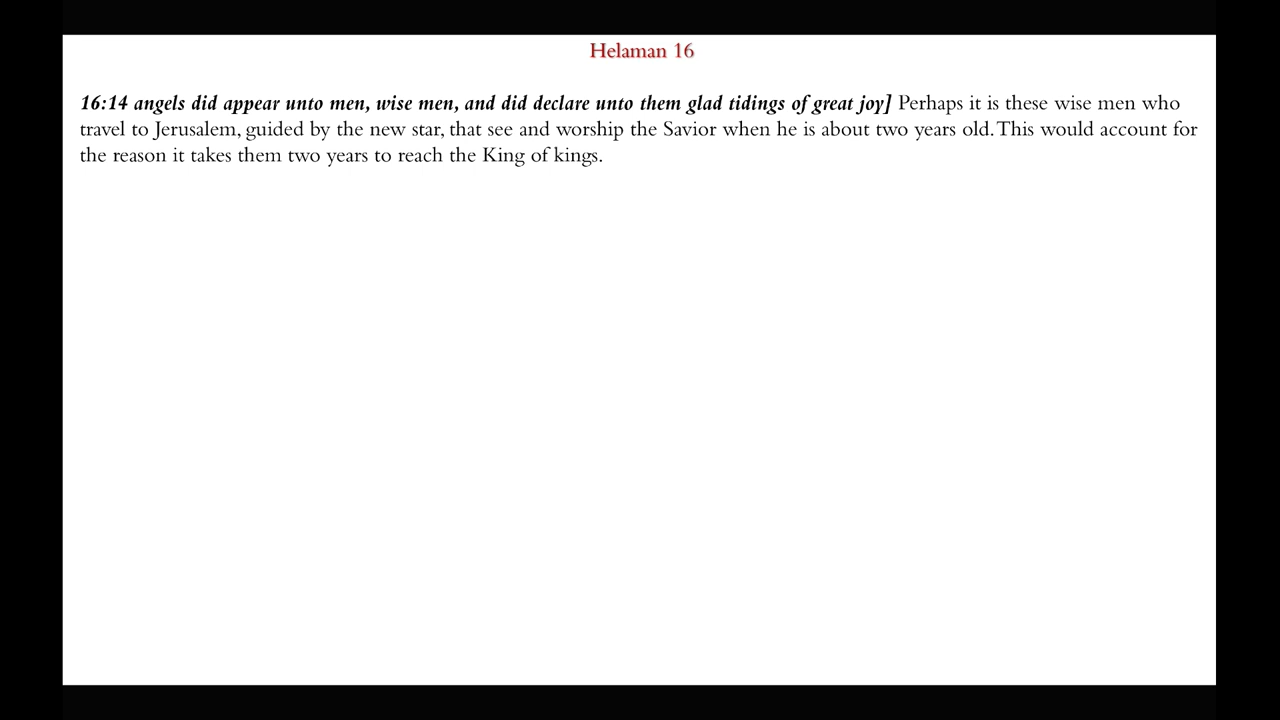 Helaman 16
16:14 angels did appear unto men, wise men, and did declare unto them glad tidings of great joy] Perhaps it is these wise men who
travel to Jerusalem, guided by the new star, that see and worship the Savior when he is about two years old. This would account for
the reason it takes them two years to reach the King of kings.